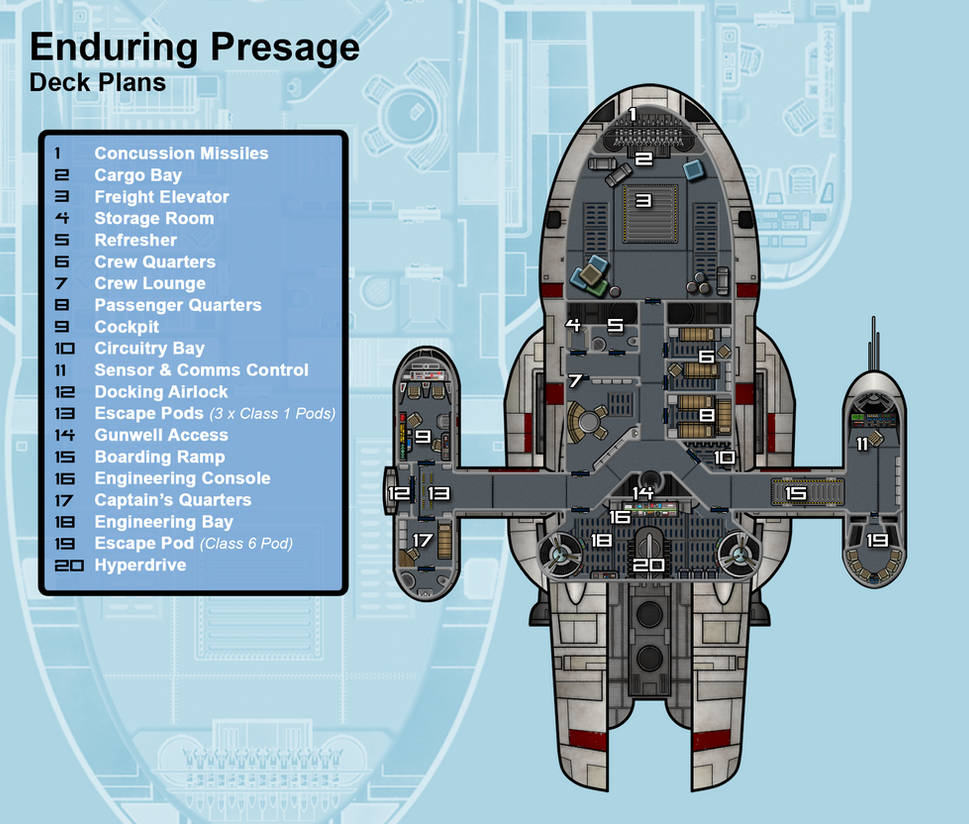 Enduring Presage
Deck Plans
1 Concussion Missiles
2 Cargo Bay
3 Freight Elevator
4 Storage Room
5 Refresher
6 Crew Quarters
7 Crew Lounge
8 Passenger Quarters
9 Cockpit
10 Circuitry Bay
11 Sensor & Comms Control
12 Docking Airlock
13 Escape Pods (3 x Class 1 Pods)
14 Gunwell Access
15 Boarding Ramp
16 Engineering Console
17 Captain's Quarters
18 Engineering Bay
19 Escape Pod (Class 6 Pod)
20 Hyperdrive
1
2
3
4 5
6
7
8
9
11
10
12 13
14
15
16
17
18
19
20